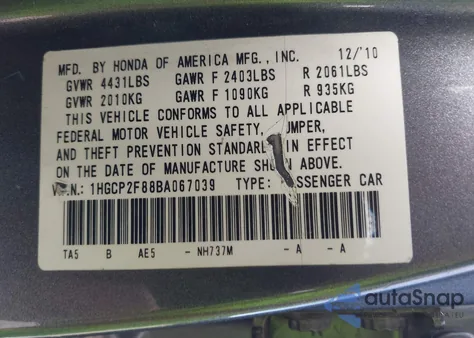 MFD. BY HONDA OF AMERICA MFG., INC. 12/'10
GVWR 4431LBS GAWR F 2403LBS R 2061LBS
GVWR 2010KG GAWR F 1090KG R 935KG
THIS VEHICLE CONFORMS TO ALL APPLICABLE
FEDERAL MOTOR VEHICLE SAFETY, UMPER,
AND THEFT PREVENTION STANDARD IN EFFECT
ON THE DATE OF MANUFACTURE SH N ABOVE.
V N.: 1HGCP2F88BA067039 TYPE: ASSENGER CAR
TA5 B AE5 - NH737M - A - A
autoSnap